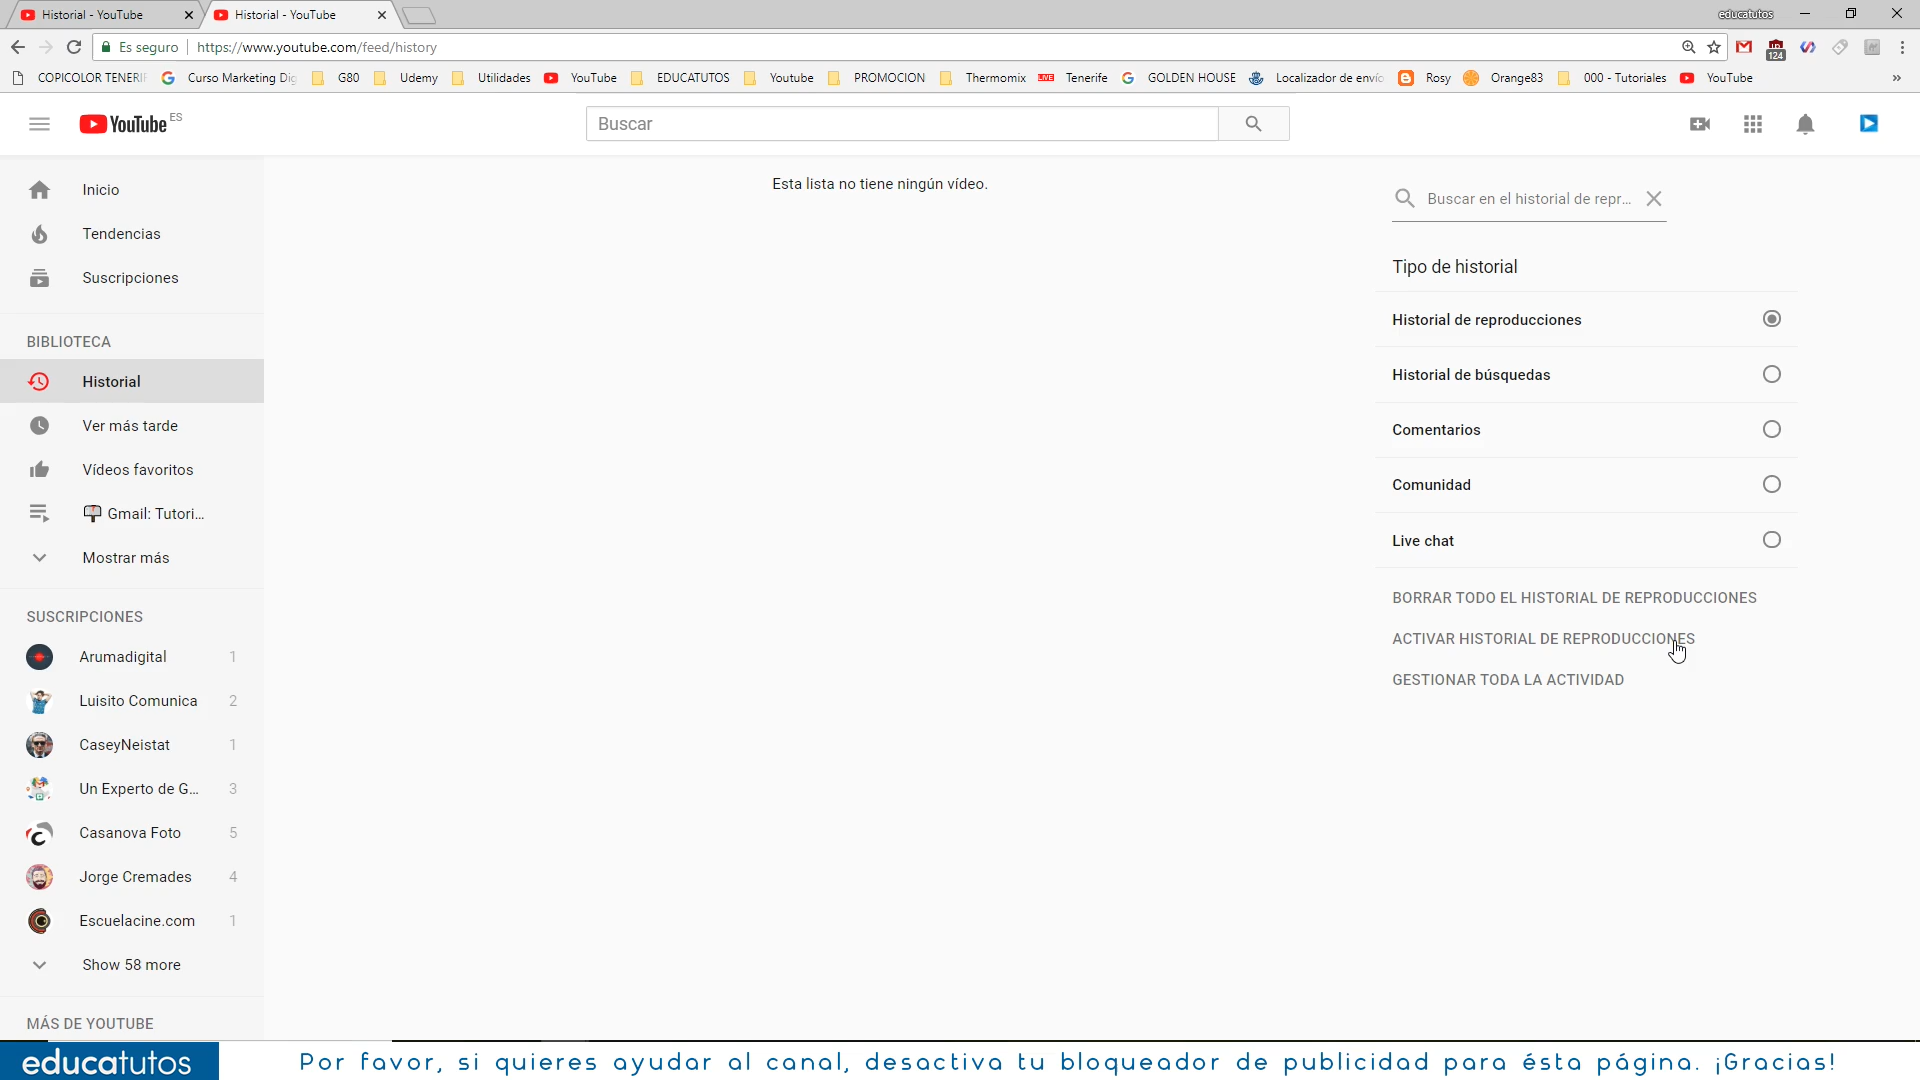 Historial - YouTube
Historial - YouTube
educatutos
Es seguro
https://www.youtube.com/feed/history
124
COPICOLOR TENERIF
Curso Marketing Dig
G80
Udemy
Utilidades
YouTube
EDUCATUTOS
Youtube
PROMOCION
Thermomix
LIVE
Tenerife
GOLDEN HOUSE
Localizador de envío
Rosy
Orange83
000 - Tutoriales
YouTube
YouTube ES
Buscar
Inicio
Tendencias
Suscripciones
BIBLIOTECA
Historial
Ver más tarde
Vídeos favoritos
Gmail: Tutori...
Mostrar más
SUSCRIPCIONES
Arumadigital 1
Luisito Comunica 2
CaseyNeistat 1
Un Experto de G... 3
Casanova Foto 5
Jorge Cremades 4
Escuelacine.com 1
Show 58 more
MÁS DE YOUTUBE
Esta lista no tiene ningún vídeo.
Buscar en el historial de repr...
Tipo de historial
Historial de reproducciones
Historial de búsquedas
Comentarios
Comunidad
Live chat
BORRAR TODO EL HISTORIAL DE REPRODUCCIONES
ACTIVAR HISTORIAL DE REPRODUCCIONES
GESTIONAR TODA LA ACTIVIDAD
educatutos
Por favor, si quieres ayudar al canal, desactiva tu bloqueador de publicidad para ésta página. ¡Gracias!